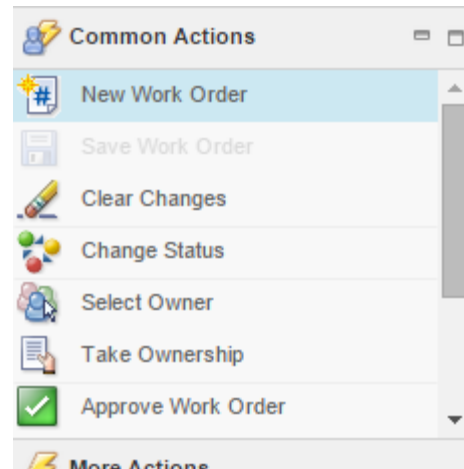 Common Actions
New Work Order
Save Work Order
Clear Changes
Change Status
Select Owner
Take Ownership
Approve Work Order
More Actions